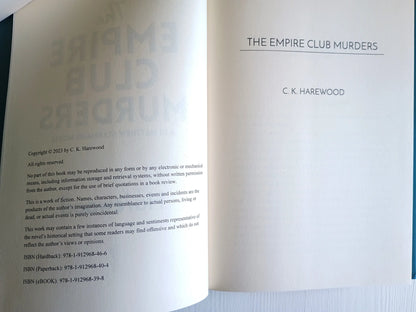 Copyright © 2023 by C. K. Harewood
All rights reserved.
No part of this book may be reproduced in any form or by any electronic or mechanical
means, including information storage and retrieval systems, without written permission
from the author, except for the use of brief quotations in a book review.
This is a work of fiction. Names, characters, businesses, events and incidents are the
products of the author's imagination. Any resemblance to actual persons, living or
dead, or actual events is purely coincidental.
This work may contain a few instances of language and sentiments representative of
the novel's historical setting that some readers may find offensive and which do not
reflect the author's views or opinions.
ISBN (Hardback): 978-1-912968-46-6
ISBN (Paperback): 978-1-912968-40-4
ISBN (eBOOK): 978-1-912968-39-8
THE EMPIRE CLUB MURDERS
C. K. HAREWOOD